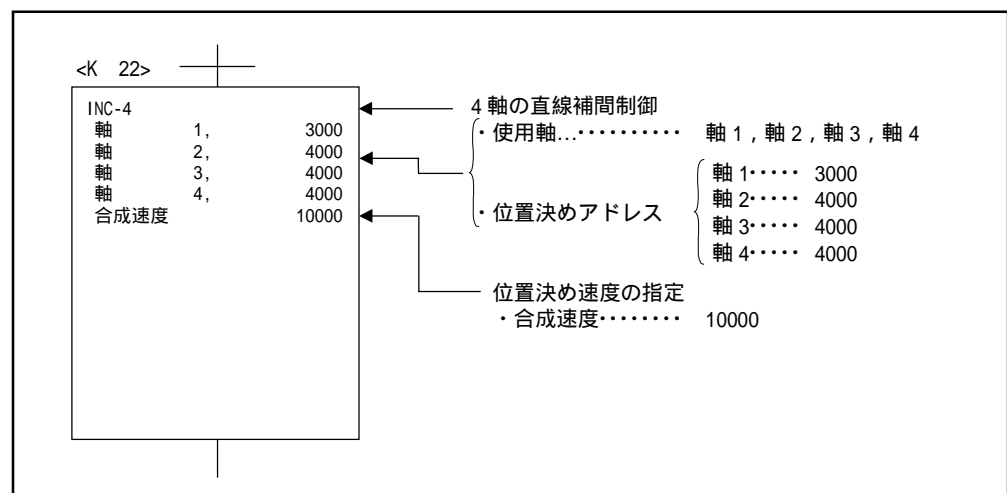 <K 22>
INC-4
軸 1, 3000
軸 2, 4000
軸 3, 4000
軸 4, 4000
合成速度 10000
4 軸の直線補間制御
・使用軸…‥‥‥‥‥ 軸 1 , 軸 2 , 軸 3 , 軸 4
・位置決めアドレス
軸 1‥‥‥ 3000
軸 2‥‥‥ 4000
軸 3‥‥‥ 4000
軸 4‥‥‥ 4000
位置決め速度の指定
・合成速度‥‥‥‥ 10000